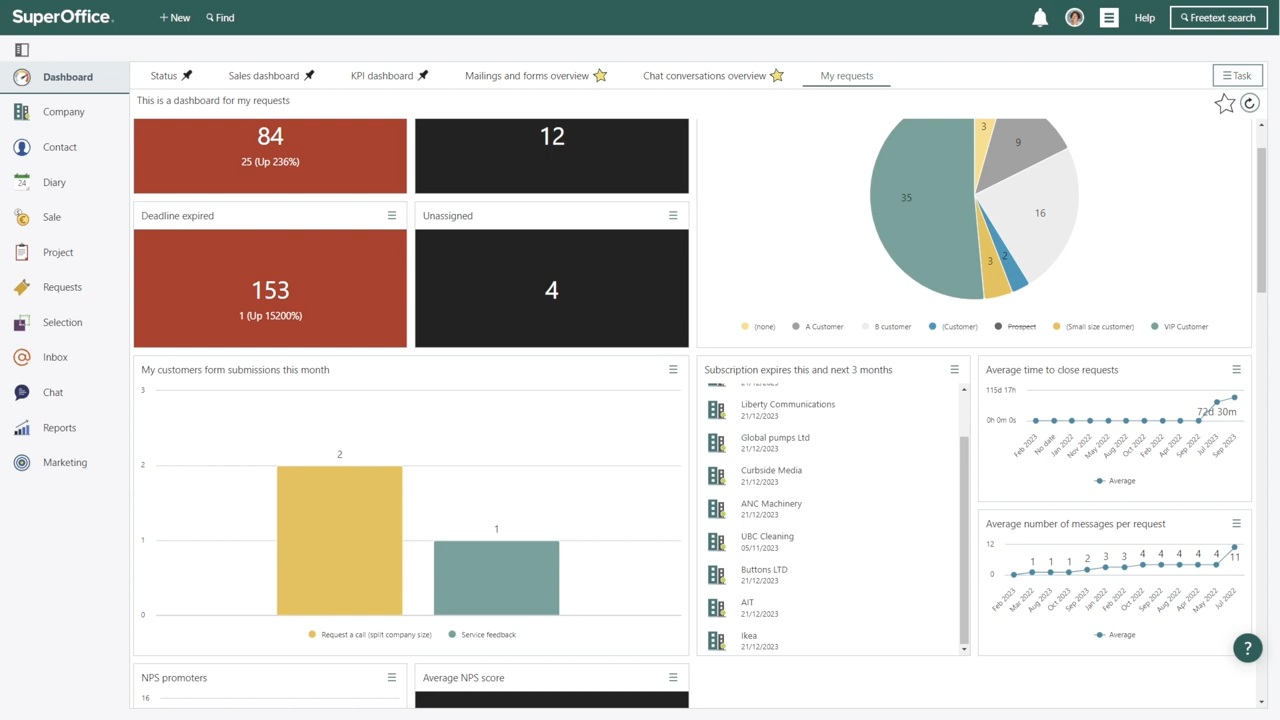 SuperOffice.
+ New
Find
Help
Freetext search
Dashboard
Company
Contact
Diary
24
Sale
Project
Requests
Selection
Inbox
Chat
Reports
Marketing
Status
Sales dashboard
KPI dashboard
Mailings and forms overview
Chat conversations overview
My requests
Task
This is a dashboard for my requests
84
25 (Up 236%)
12
Deadline expired
153
1 (Up 15200%)
Unassigned
4
3
9
16
2
3
35
(none)
A Customer
B customer
(Customer)
Prospect
(Small size customer)
VIP Customer
My customers form submissions this month
3
2
1
0
2
1
Request a call (split company size)
Service feedback
Subscription expires this and next 3 months
21/12/2023
Liberty Communications
21/12/2023
Global pumps Ltd
21/12/2023
Curbside Media
21/12/2023
ANC Machinery
21/12/2023
UBC Cleaning
05/11/2023
Buttons LTD
21/12/2023
AIT
21/12/2023
Ikea
21/12/2023
Average time to close requests
115d 17h
0h 0m 0s
72d 30m
Feb 2023
No date
Jan 2022
Nov 2022
May 2022
Aug 2022
Oct 2022
Feb 2022
Apr 2022
Sep 2022
Jul 2023
Sep 2023
Average
Average number of messages per request
12
0
1
1
1
2
3
3
4
4
4
4
4
11
Feb 2023
Mar 2022
Aug 2023
Oct 2023
Sep 2023
Jan 2022
Feb 2022
Oct 2022
Sep 2022
Aug 2022
Apr 2022
May 2022
Jul 2022
Average
?
NPS promoters
16
Average NPS score